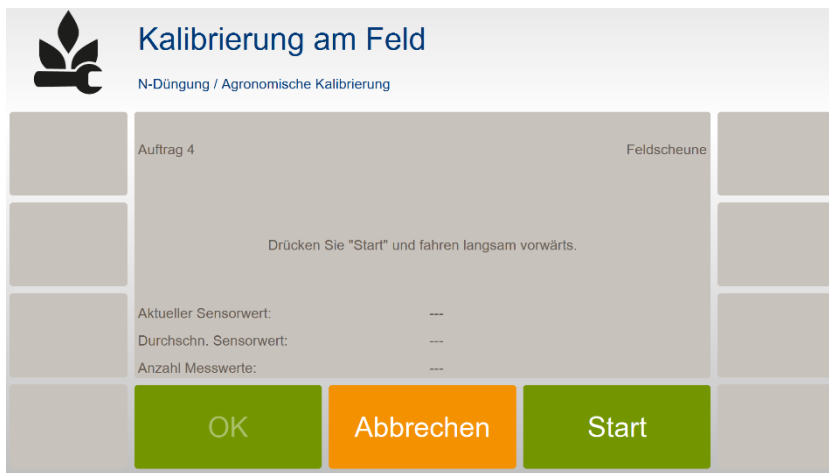 Kalibrierung am Feld
N-Düngung / Agronomische Kalibrierung
Auftrag 4 Feldscheune
Drücken Sie "Start" und fahren langsam vorwärts.
Aktueller Sensorwert: ---
Durchschn. Sensorwert: ---
Anzahl Messwerte: ---
OK Abbrechen Start